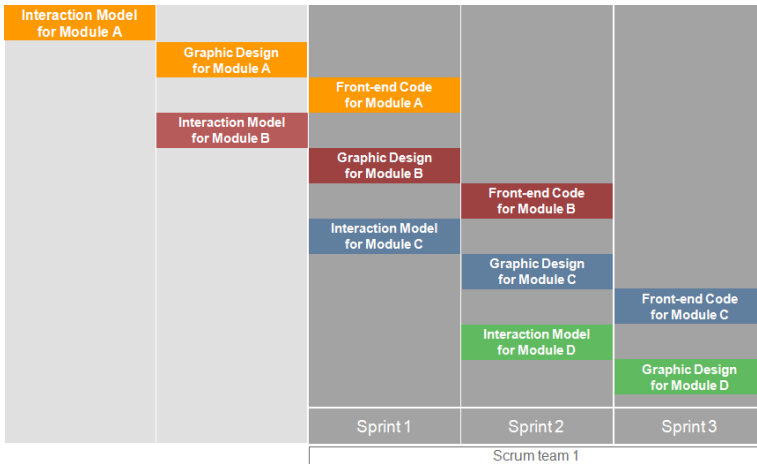 Interaction Model
for Module A
Graphic Design
for Module A
Front-end Code
for Module A
Interaction Model
for Module B
Graphic Design
for Module B
Front-end Code
for Module B
Interaction Model
for Module C
Graphic Design
for Module C
Front-end Code
for Module C
Interaction Model
for Module D
Graphic Design
for Module D
Sprint 1
Sprint 2
Sprint 3
Scrum team 1